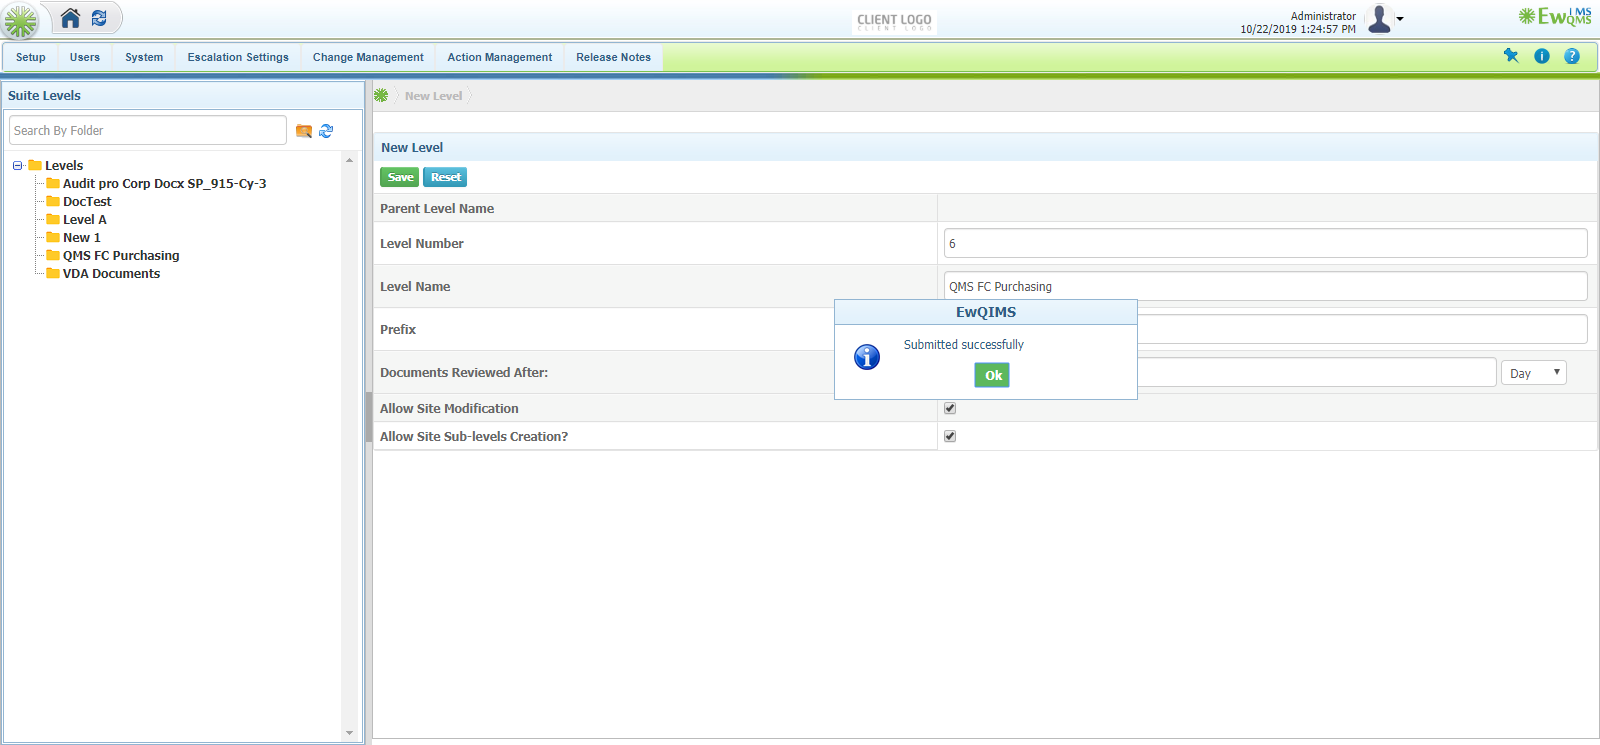 CLIENT LOGO
CLIENT LOGO
Administrator
10/22/2019 1:24:57 PM
EwQIMS
Setup
Users
System
Escalation Settings
Change Management
Action Management
Release Notes
Suite Levels
Search By Folder
Levels
Audit pro Corp Docx SP_915-Cy-3
DocTest
Level A
New 1
QMS FC Purchasing
VDA Documents
New Level
New Level
Save
Reset
Parent Level Name
Level Number
6
Level Name
QMS FC Purchasing
Prefix
Documents Reviewed After:
Day
Allow Site Modification
Allow Site Sub-levels Creation?
EwQIMS
Submitted successfully
Ok